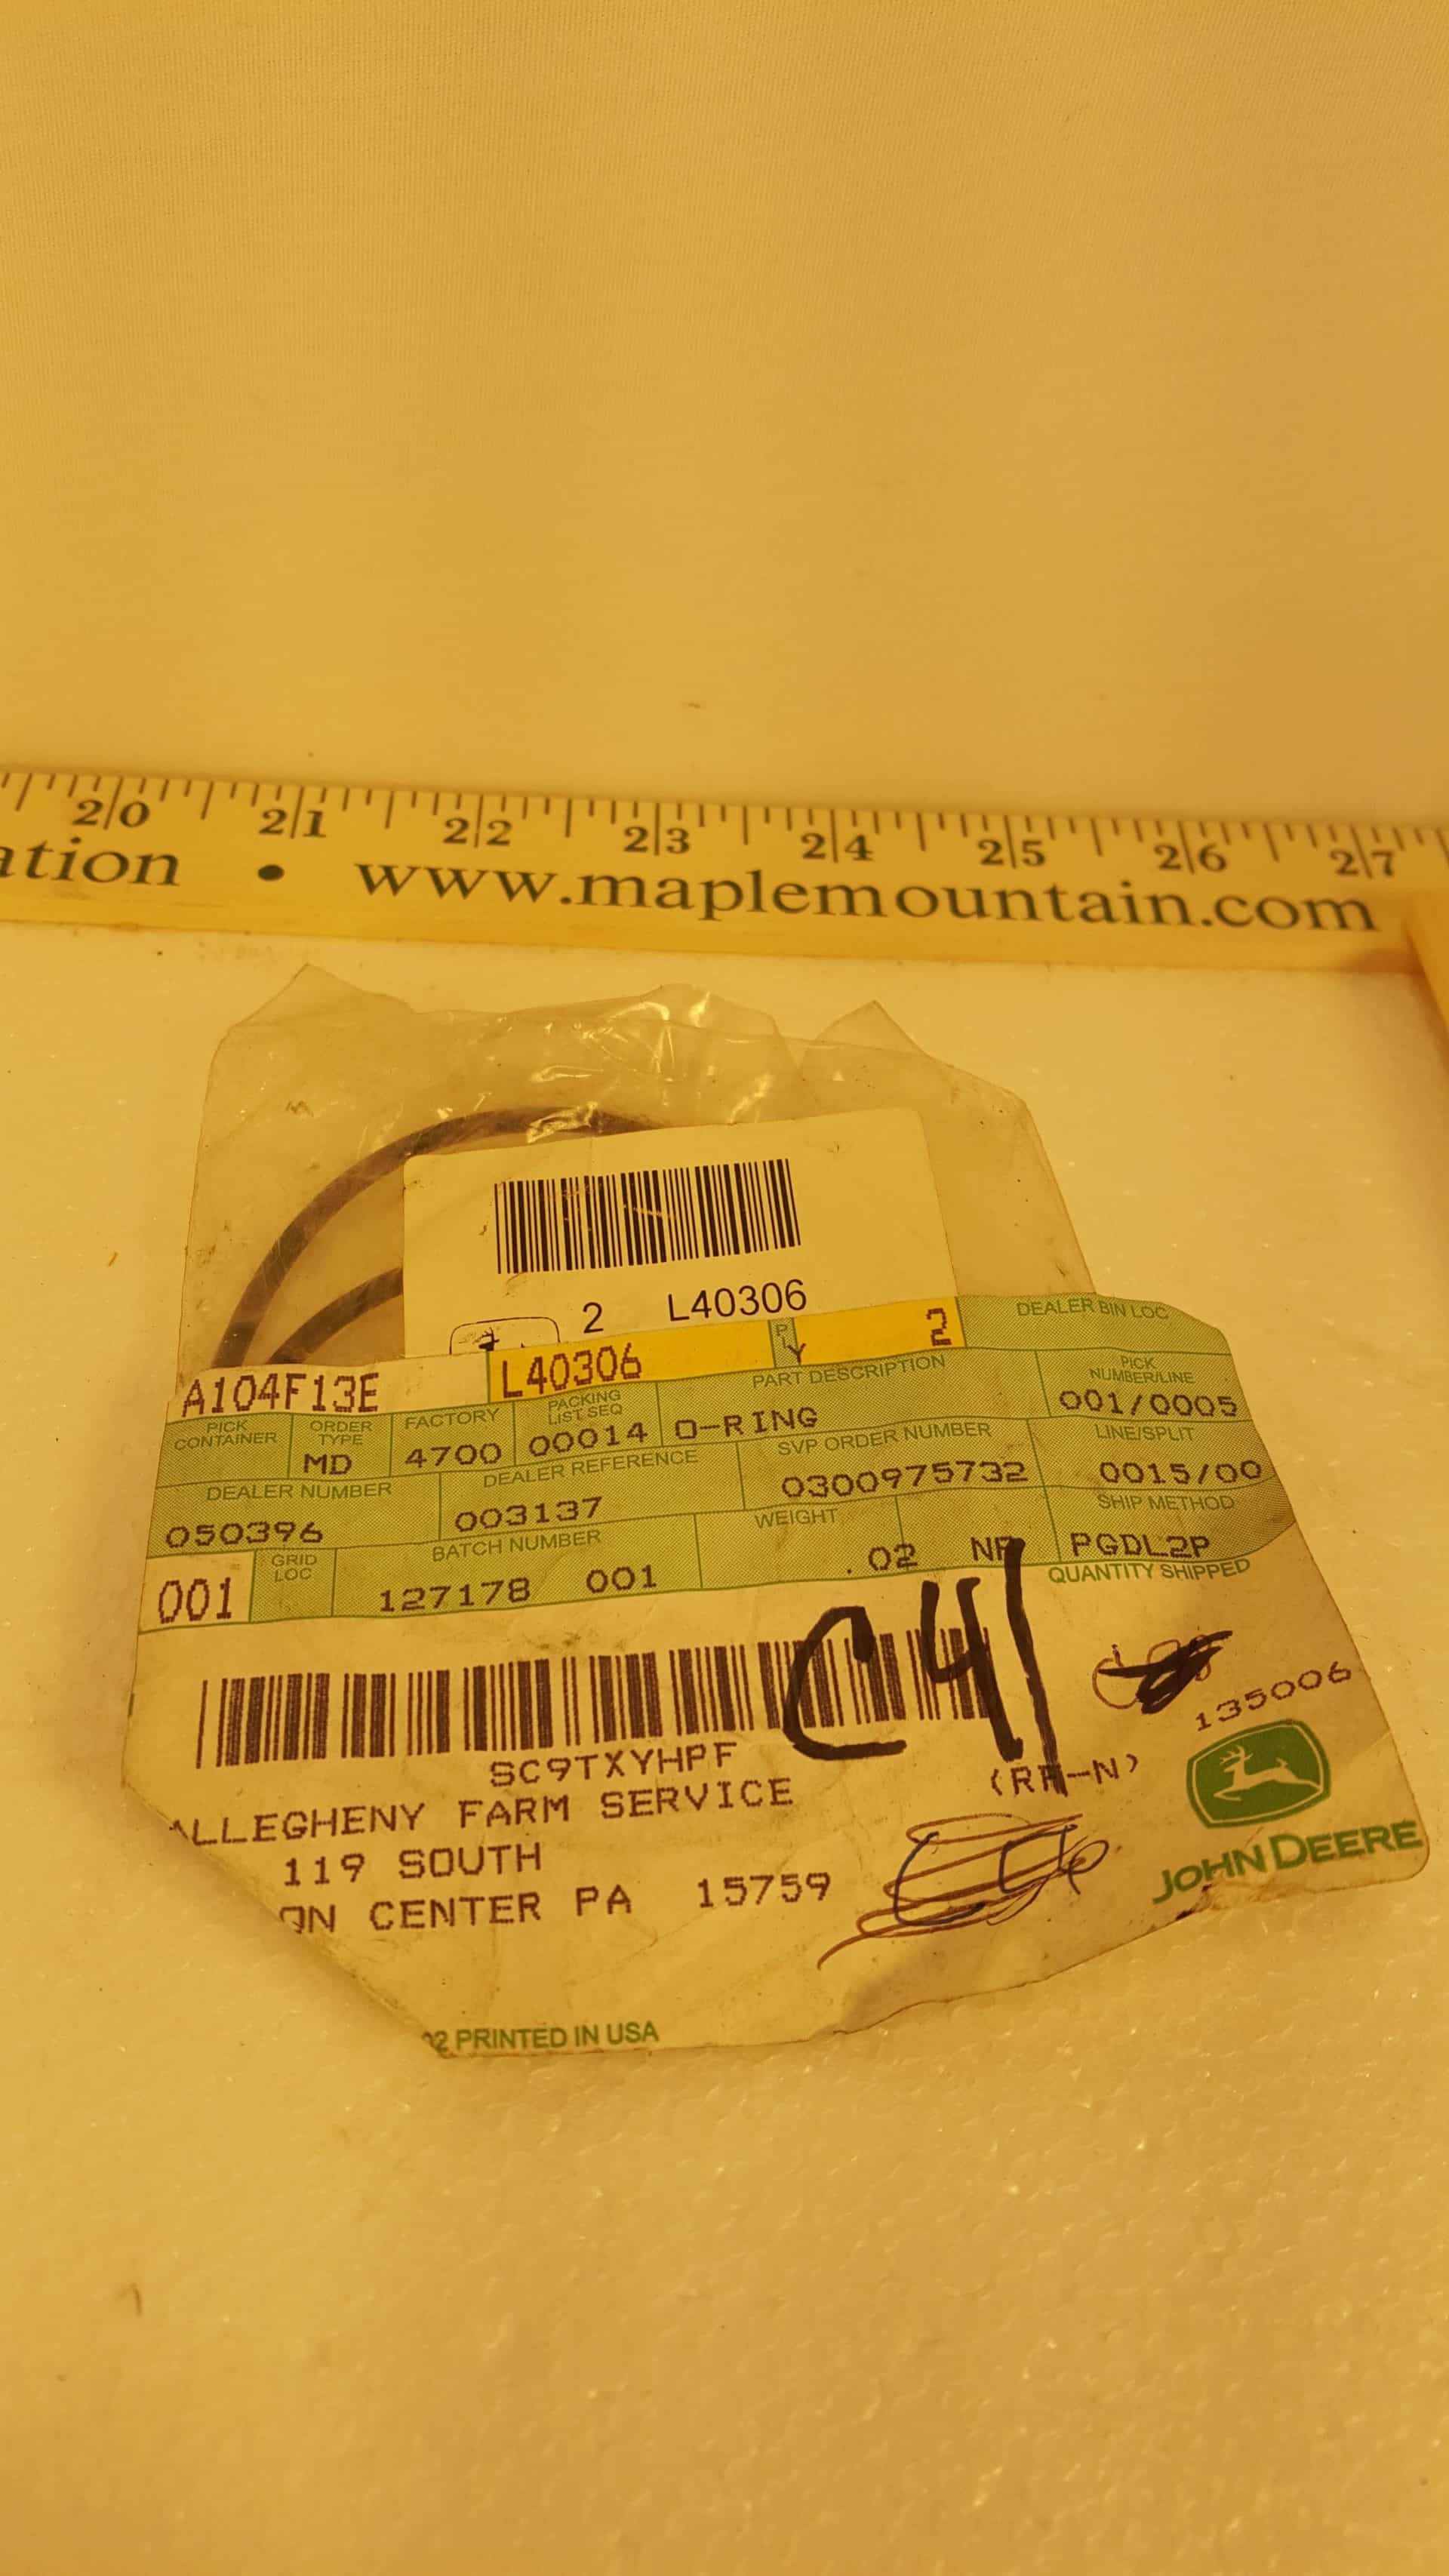 20 21 22 23 24 25 26 27
ation • www.maplemountain.com
2 L40306
A104F13E L40306 P Y 2 DEALER BIN LOC
PICK CONTAINER ORDER TYPE FACTORY PACKING LIST SEQ PART DESCRIPTION PICK NUMBER/LINE
MD 4700 00014 O-RING 001/0005
DEALER NUMBER DEALER REFERENCE SVP ORDER NUMBER LINE/SPLIT
050396 003137 0300975732 0015/00
GRID LOC BATCH NUMBER WEIGHT SHIP METHOD
001 127178 001 .02 PGDL2P
QUANTITY SHIPPED
C41
135006
SC9TXYHPF
ALLEGHENY FARM SERVICE
119 SOUTH
ON CENTER PA 15759
JOHN DEERE
02 PRINTED IN USA